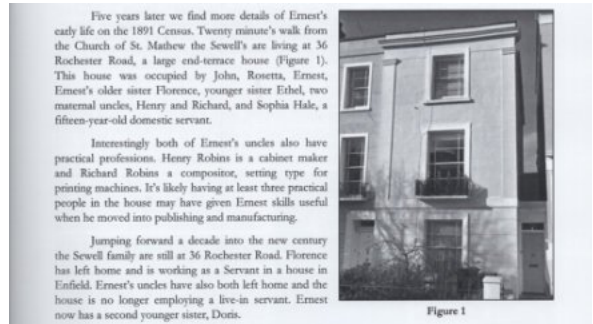 Five years later we find more details of Ernest's
early life on the 1891 Census. Twenty minute's walk from
the Church of St. Mathew the Sewell's are living at 36
Rochester Road, a large end-terrace house (Figure 1).
This house was occupied by John, Rosetta, Ernest,
Ernest's older sister Florence, younger sister Ethel, two
maternal uncles, Henry and Richard, and Sophia Hale, a
fifteen-year-old domestic servant.
Interestingly both of Ernest's uncles also have
practical professions. Henry Robins is a cabinet maker
and Richard Robins a compositor, setting type for
printing machines. It's likely having at least three practical
people in the house may have given Ernest skills useful
when he moved into publishing and manufacturing.
Jumping forward a decade into the new century
the Sewell family are still at 36 Rochester Road. Florence
has left home and is working as a Servant in a house in
Enfield. Ernest's uncles have also both left home and the
house is no longer employing a live-in servant. Ernest
now has a second younger sister, Doris.
Figure 1